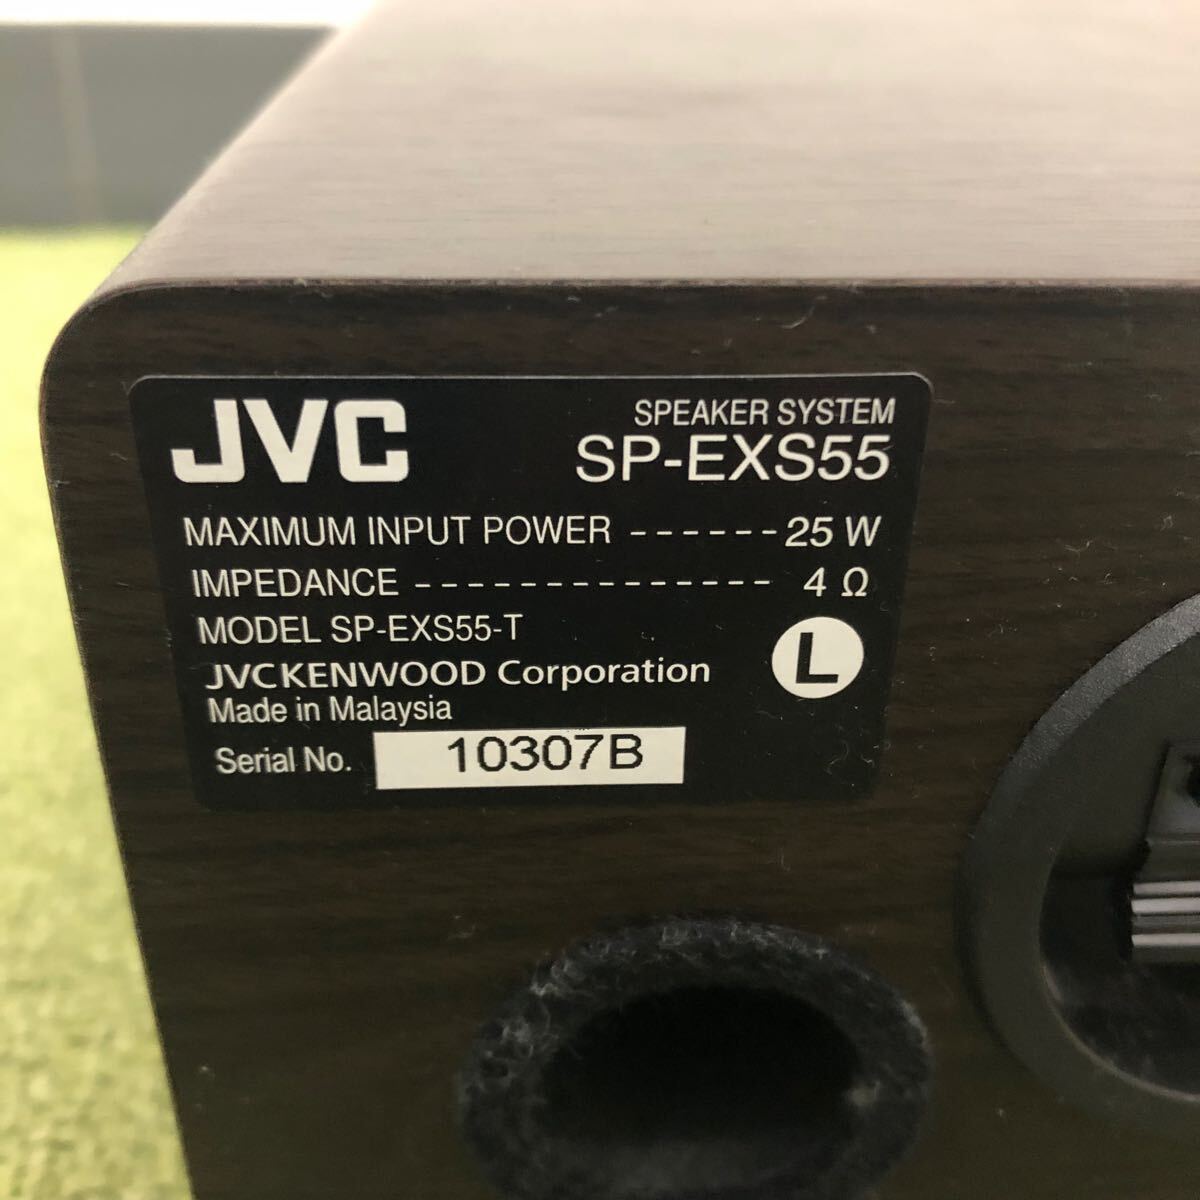 JVC
SPEAKER SYSTEM
SP-EXS55
MAXIMUM INPUT POWER ------25 W
IMPEDANCE --------------- 4 Ω
MODEL SP-EXS55-T
L
JVCKENWOOD Corporation
Made in Malaysia
Serial No. 10307B